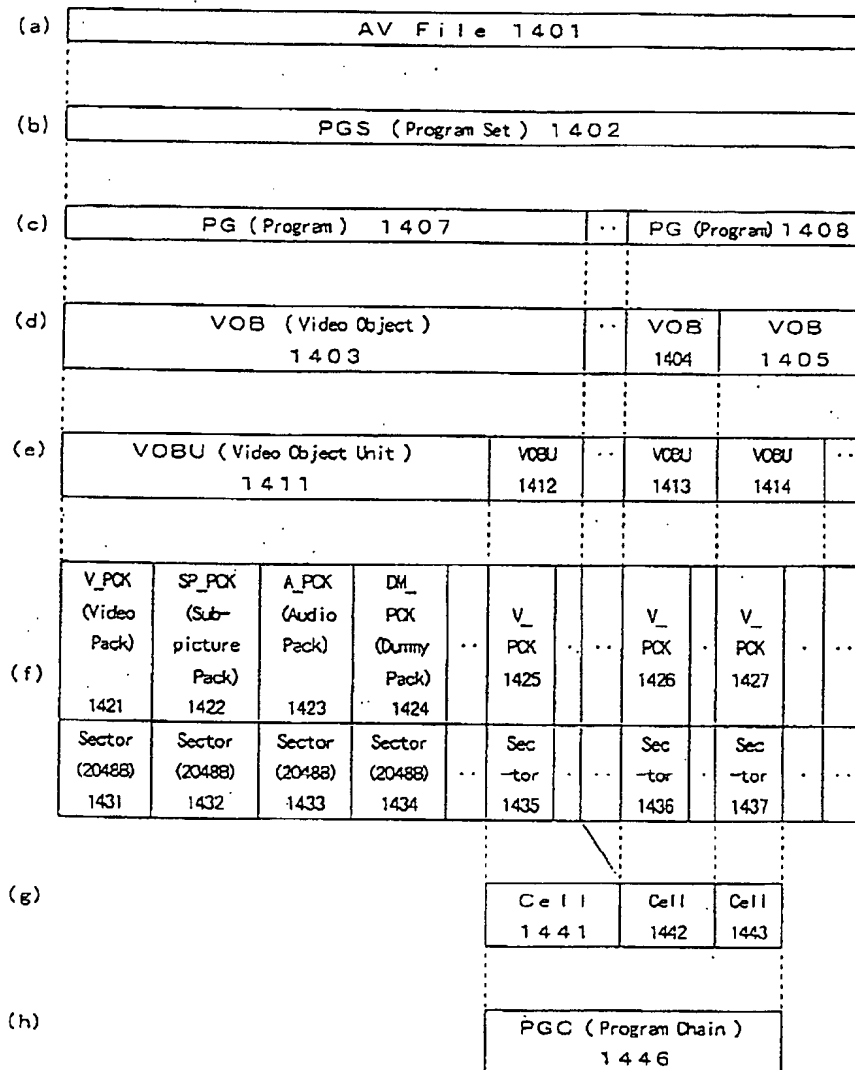 (a) AV File 1401
(b) PGS (Program Set) 1402
(c) PG (Program) 1407 ·· PG (Program) 1408
(d) VOB (Video Object) ·· VOB VOB
1403 1404 1405
(e) VOBU (Video Object Unit) VOBU ·· VOBU VOBU ··
1411 1412 1413 1414
V_PCK SP_PCK A_PCK DM_
(Video (Sub- (Audio PCK V_ V_ V_
Pack) picture Pack) (Dummy ·· PCK · ·· PCK · PCK · ··
(f) Pack) Pack) 1425 1426 1427
1421 1422 1423 1424
Sector Sector Sector Sector Sec Sec Sec
(20488) (20488) (20488) (20488) ·· -tor · ·· -tor · -tor · ··
1431 1432 1433 1434 1435 1436 1437
(g) Cell Cell Cell
1441 1442 1443
(h) PGC (Program Chain)
1446